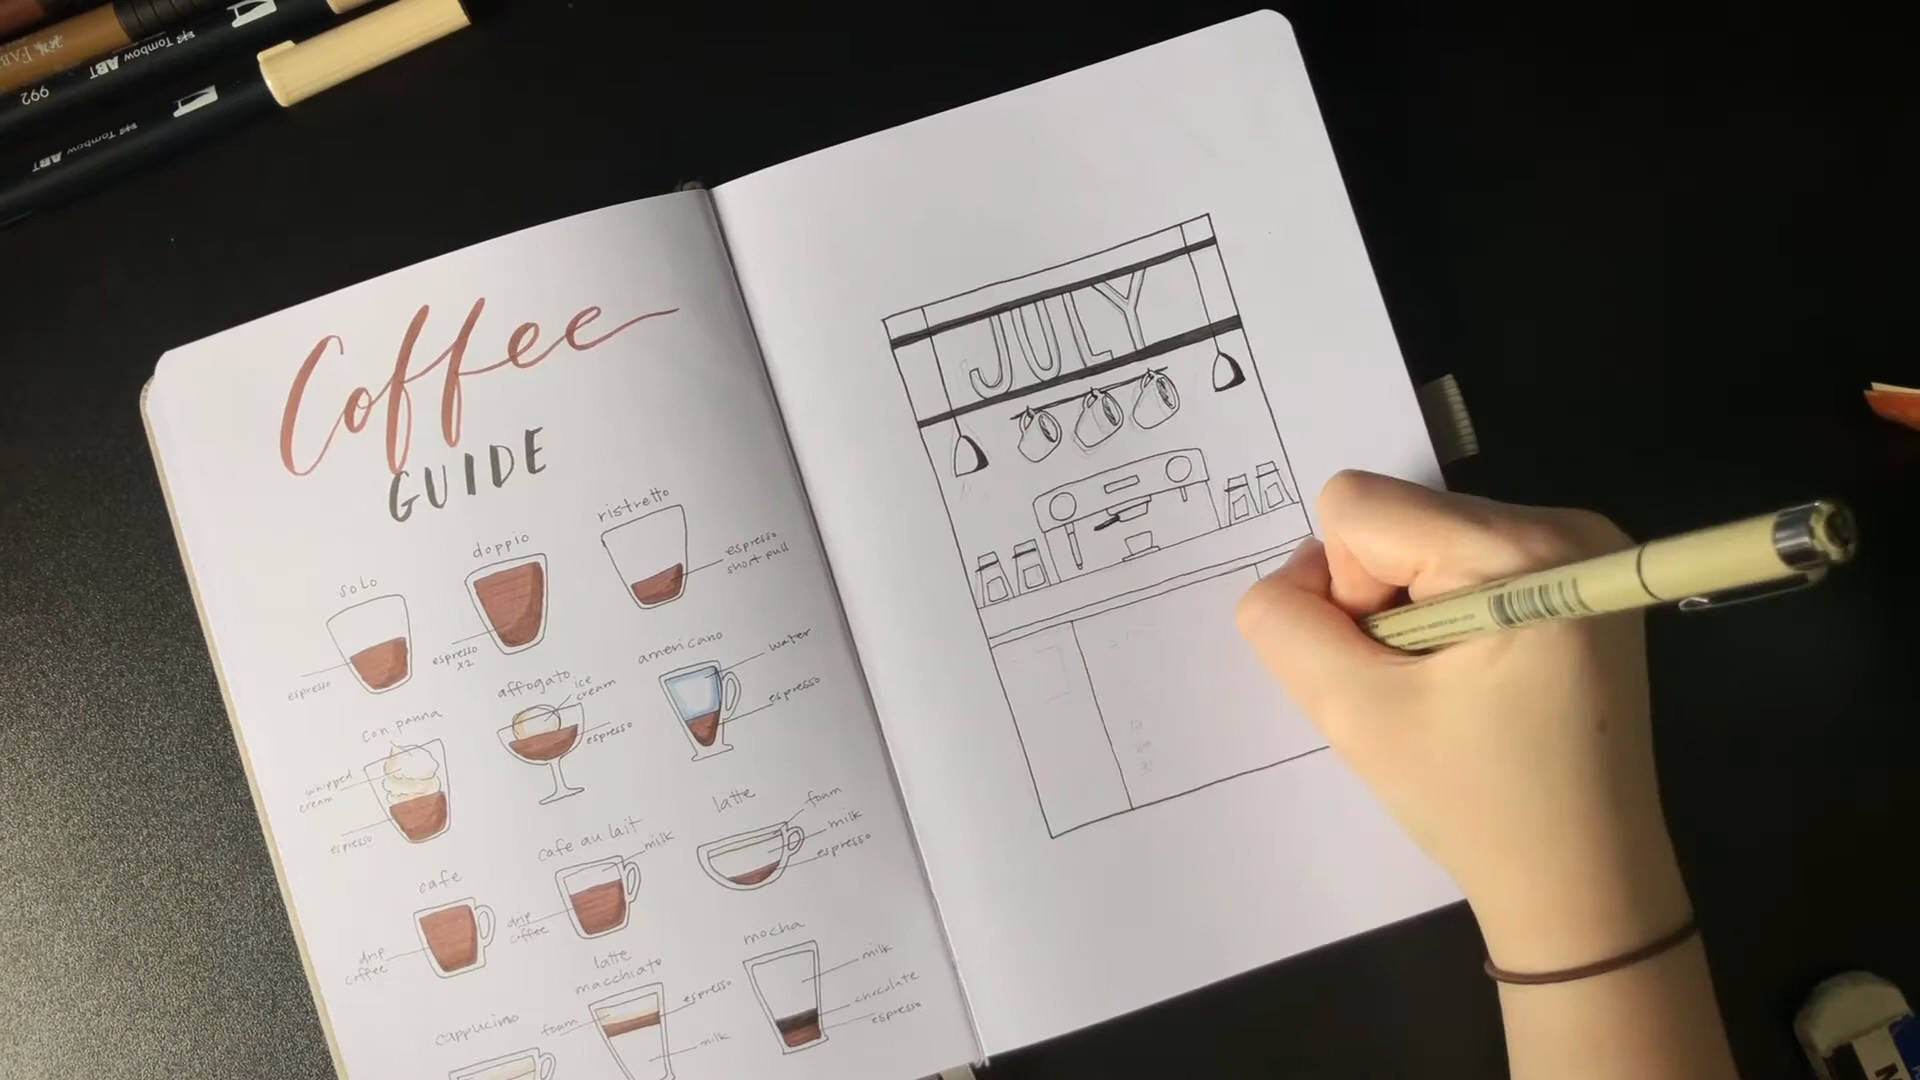 Tombow ABT
992
Tombow ABT
Coffee
GUIDE
solo
espresso
doppio
espresso
x2
ristretto
espresso
short pull
con panna
whipped
cream
espresso
affogato
ice
cream
espresso
americano
water
espresso
cafe
drip
coffee
cafe au lait
milk
drip
coffee
latte
foam
milk
espresso
cappucino
latte
macchiato
foam
espresso
milk
mocha
milk
chocolate
espresso
JULY